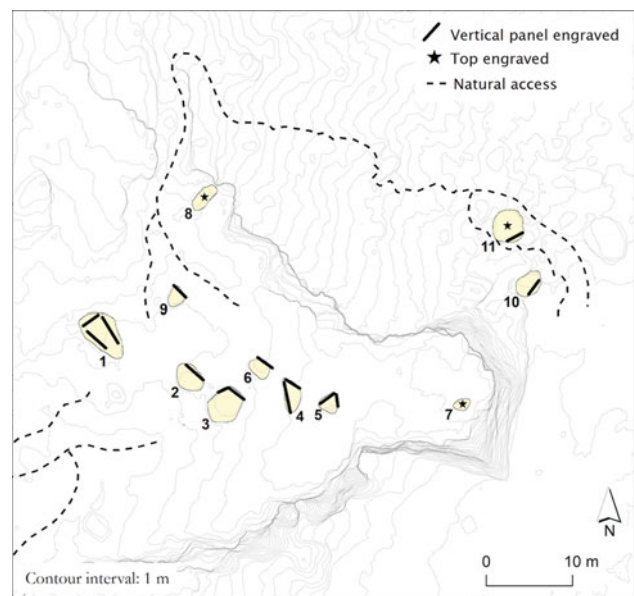 Vertical panel engraved
Top engraved
Natural access
8
11
9
10
1
6
2
4
5
3
7
N
0 10 m
Contour interval: 1 m